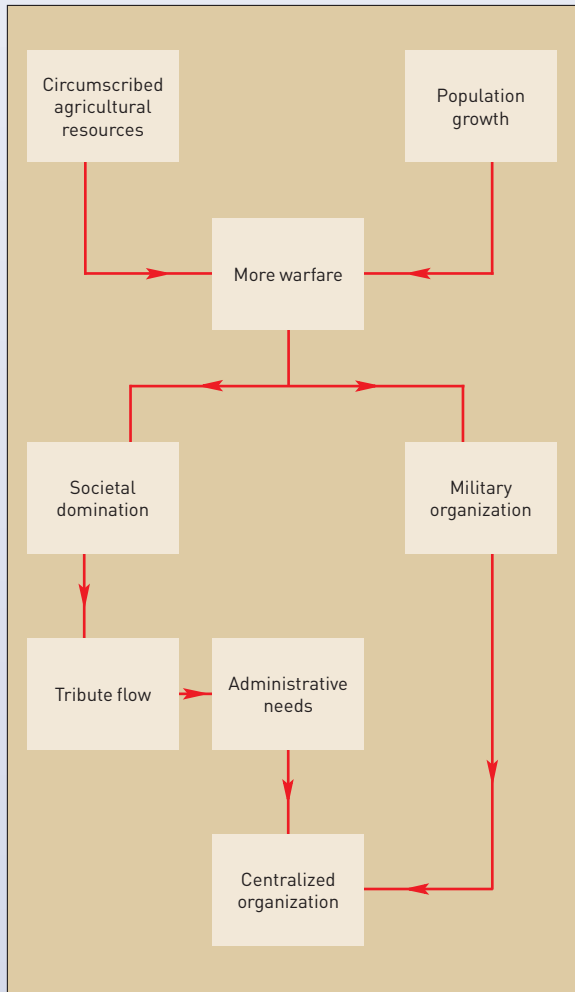 Circumscribed
agricultural
resources
Population
growth
More warfare
Societal
domination
Military
organization
Tribute flow
Administrative
needs
Centralized
organization